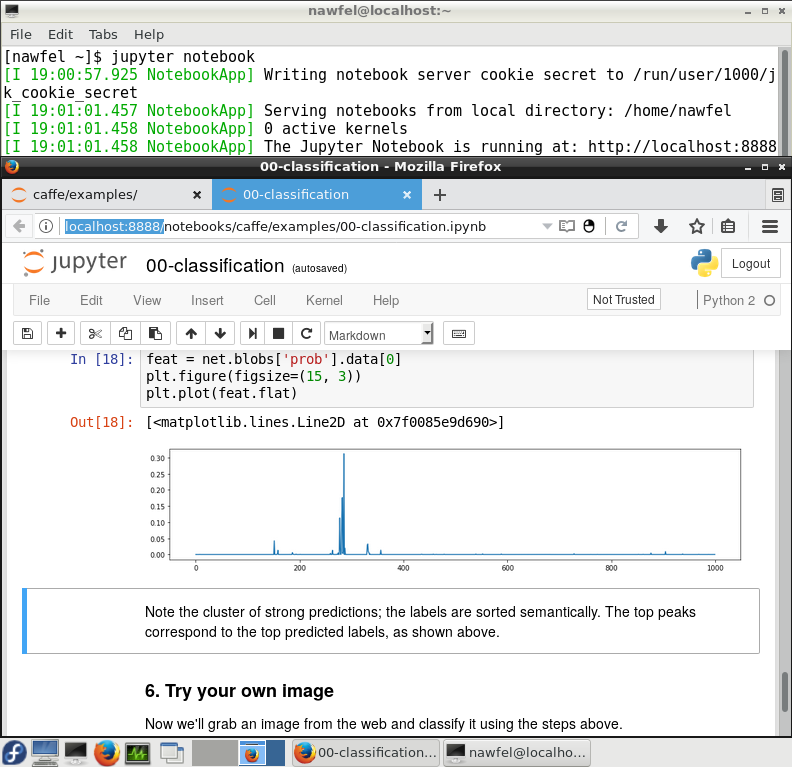 nawfel@localhost:~
File Edit Tabs Help
[nawfel ~]$ jupyter notebook
[I 19:00:57.925 NotebookApp] Writing notebook server cookie secret to /run/user/1000/j
k_cookie_secret
[I 19:01:01.457 NotebookApp] Serving notebooks from local directory: /home/nawfel
[I 19:01:01.458 NotebookApp] 0 active kernels
[I 19:01:01.458 NotebookApp] The Jupyter Notebook is running at: http://localhost:8888
00-classification - Mozilla Firefox
caffe/examples/ 00-classification
localhost:8888/notebooks/caffe/examples/00-classification.ipynb
jupyter 00-classification (autosaved) Logout
File Edit View Insert Cell Kernel Help Not Trusted Python 2
Markdown
In [18]: feat = net.blobs['prob'].data[0]
plt.figure(figsize=(15, 3))
plt.plot(feat.flat)
Out[18]: [<matplotlib.lines.Line2D at 0x7f0085e9d690>]
0.30
0.25
0.20
0.15
0.10
0.05
0.00
0 200 400 600 800 1000
Note the cluster of strong predictions; the labels are sorted semantically. The top peaks
correspond to the top predicted labels, as shown above.
6. Try your own image
Now we'll grab an image from the web and classify it using the steps above.
00-classification... nawfel@localho...